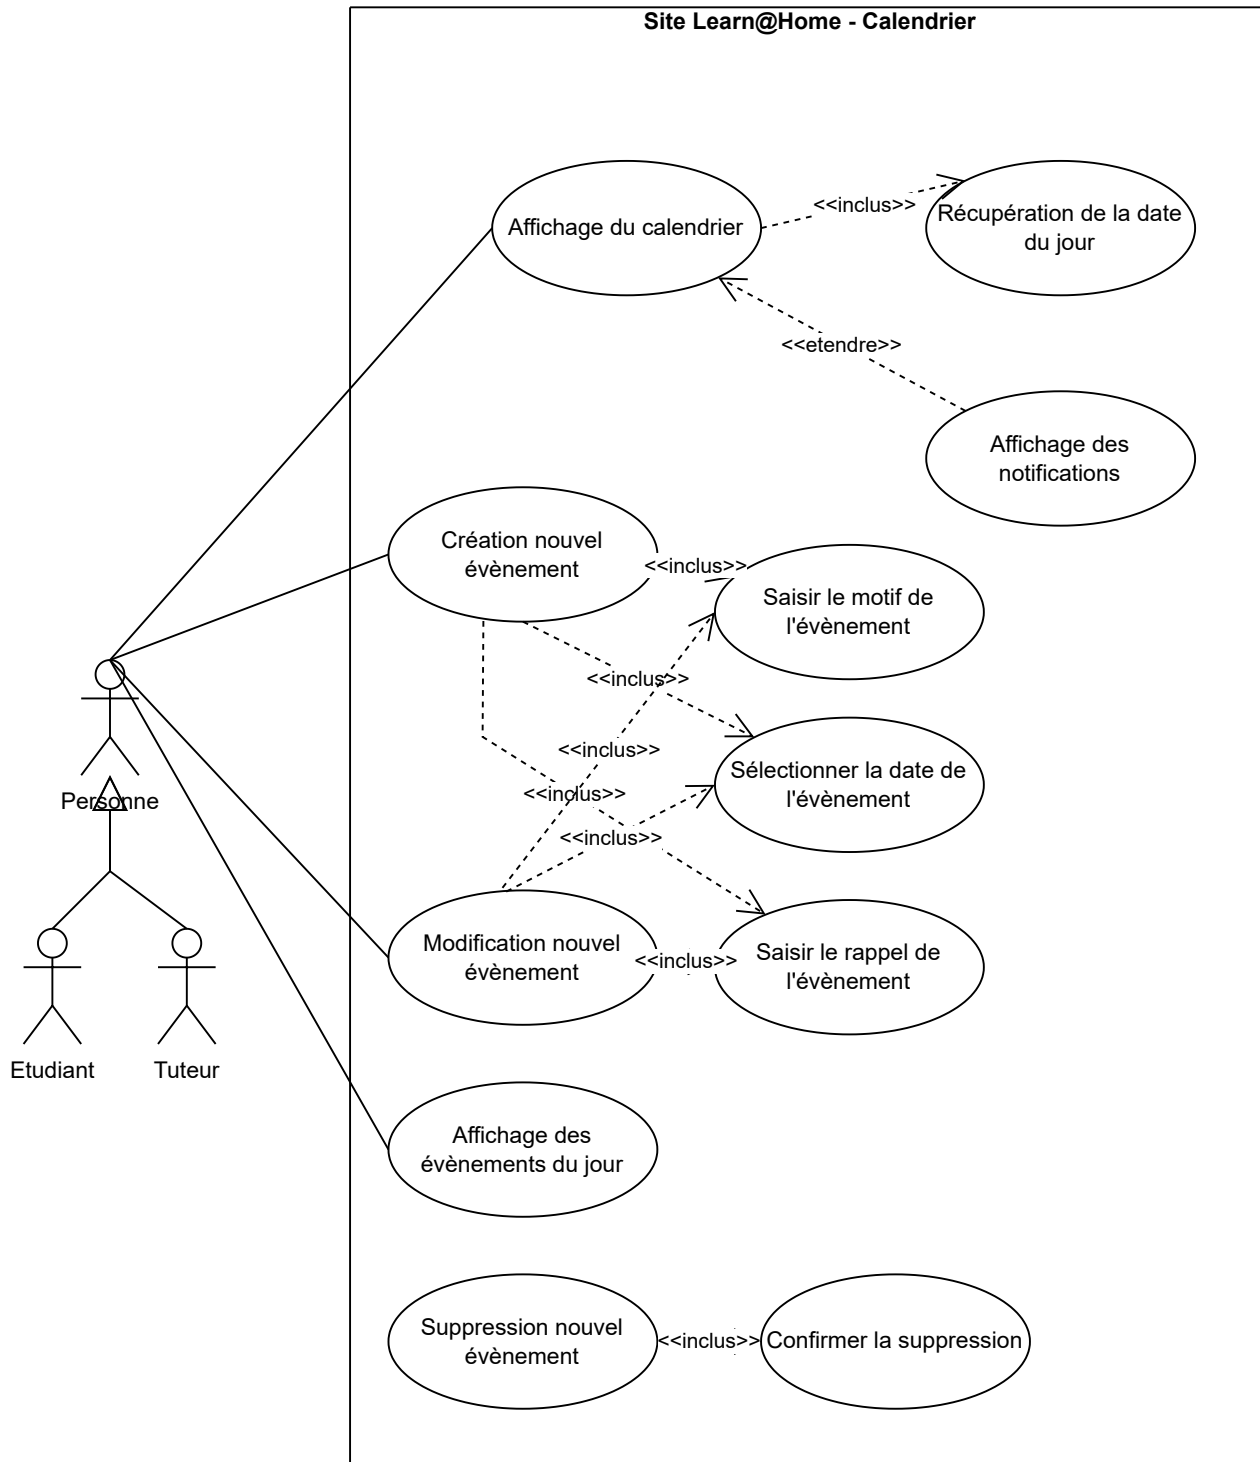 Site Learn@Home - Calendrier
Affichage du calendrier
<<inclus>>
Récupération de la date
du jour
<<etendre>>
Affichage des
notifications
Création nouvel
évènement
<<inclus>>
Saisir le motif de
l'évènement
<<inclus>>
<<inclus>>
Sélectionner la date de
l'évènement
<<inclus>>
<<inclus>>
Personne
Modification nouvel
évènement
<<inclus>>
Saisir le rappel de
l'évènement
Etudiant
Tuteur
Affichage des
évènements du jour
Suppression nouvel
évènement
<<inclus>>
Confirmer la suppression